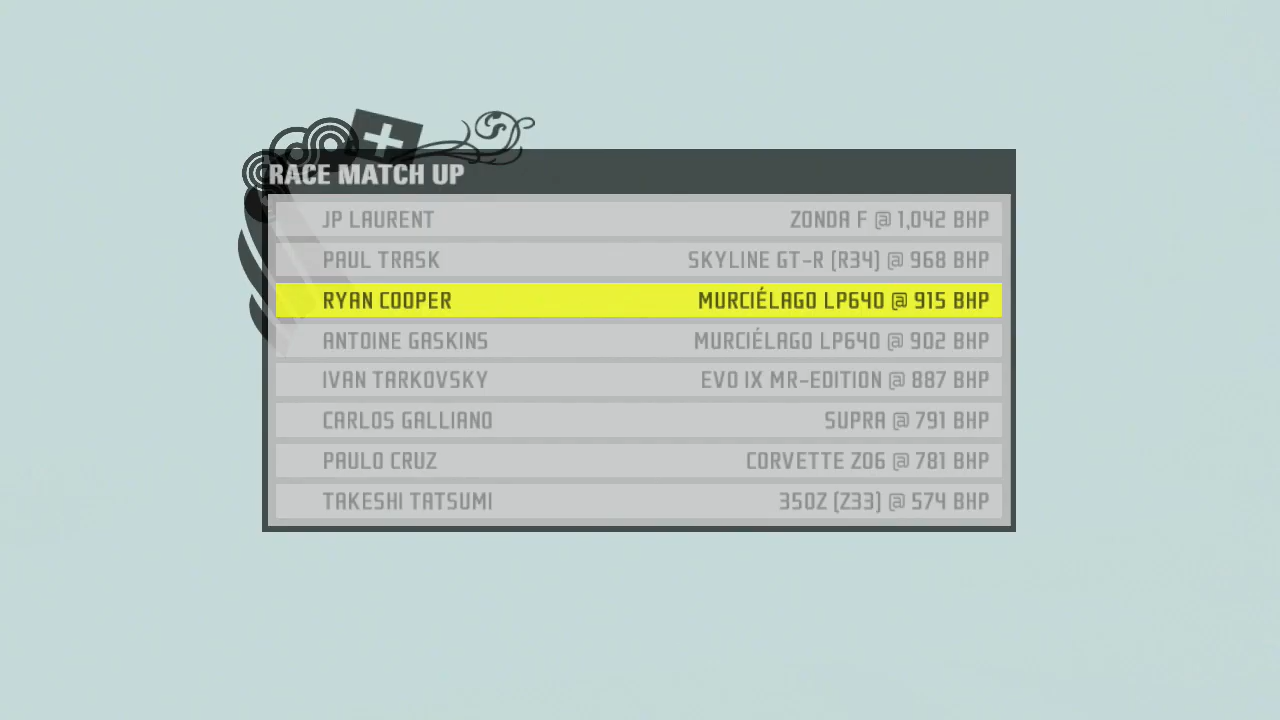 RACE MATCH UP
JP LAURENT ZONDA F @ 1,042 BHP
PAUL TRASK SKYLINE GT-R (R34) @ 968 BHP
RYAN COOPER MURCIÉLAGO LP640 @ 915 BHP
ANTOINE GASKINS MURCIÉLAGO LP640 @ 902 BHP
IVAN TARKOVSKY EVO IX MR-EDITION @ 887 BHP
CARLOS GALLIANO SUPRA @ 791 BHP
PAULO CRUZ CORVETTE Z06 @ 781 BHP
TAKESHI TATSUMI 350Z (Z33) @ 574 BHP